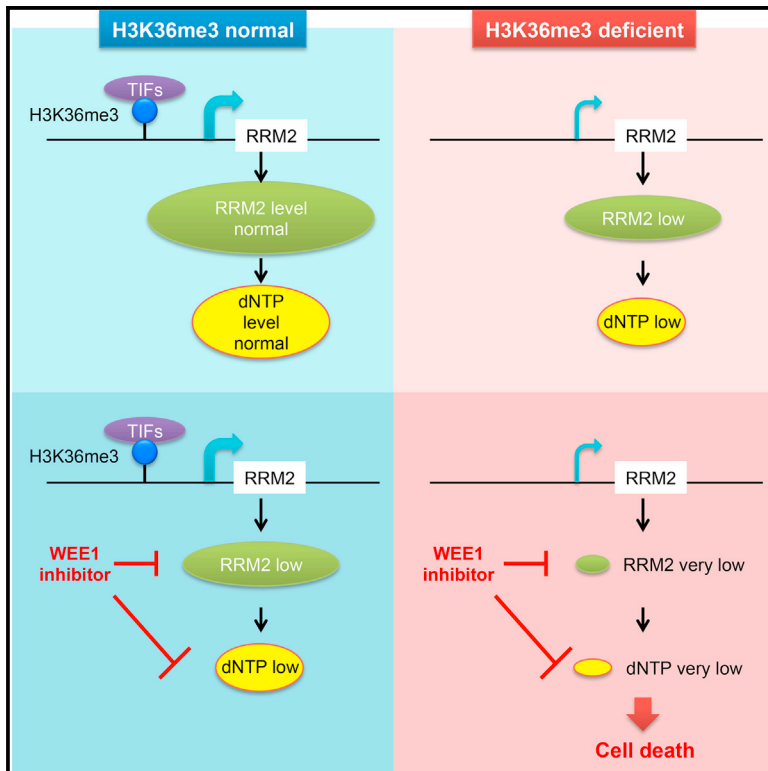 H3K36me3 normal
TIFs
H3K36me3
RRM2
RRM2 level
normal
dNTP
level
normal
H3K36me3 deficient
RRM2
RRM2 low
dNTP low
TIFs
H3K36me3
RRM2
WEE1
inhibitor
RRM2 low
dNTP low
RRM2
WEE1
inhibitor
RRM2 very low
dNTP very low
Cell death